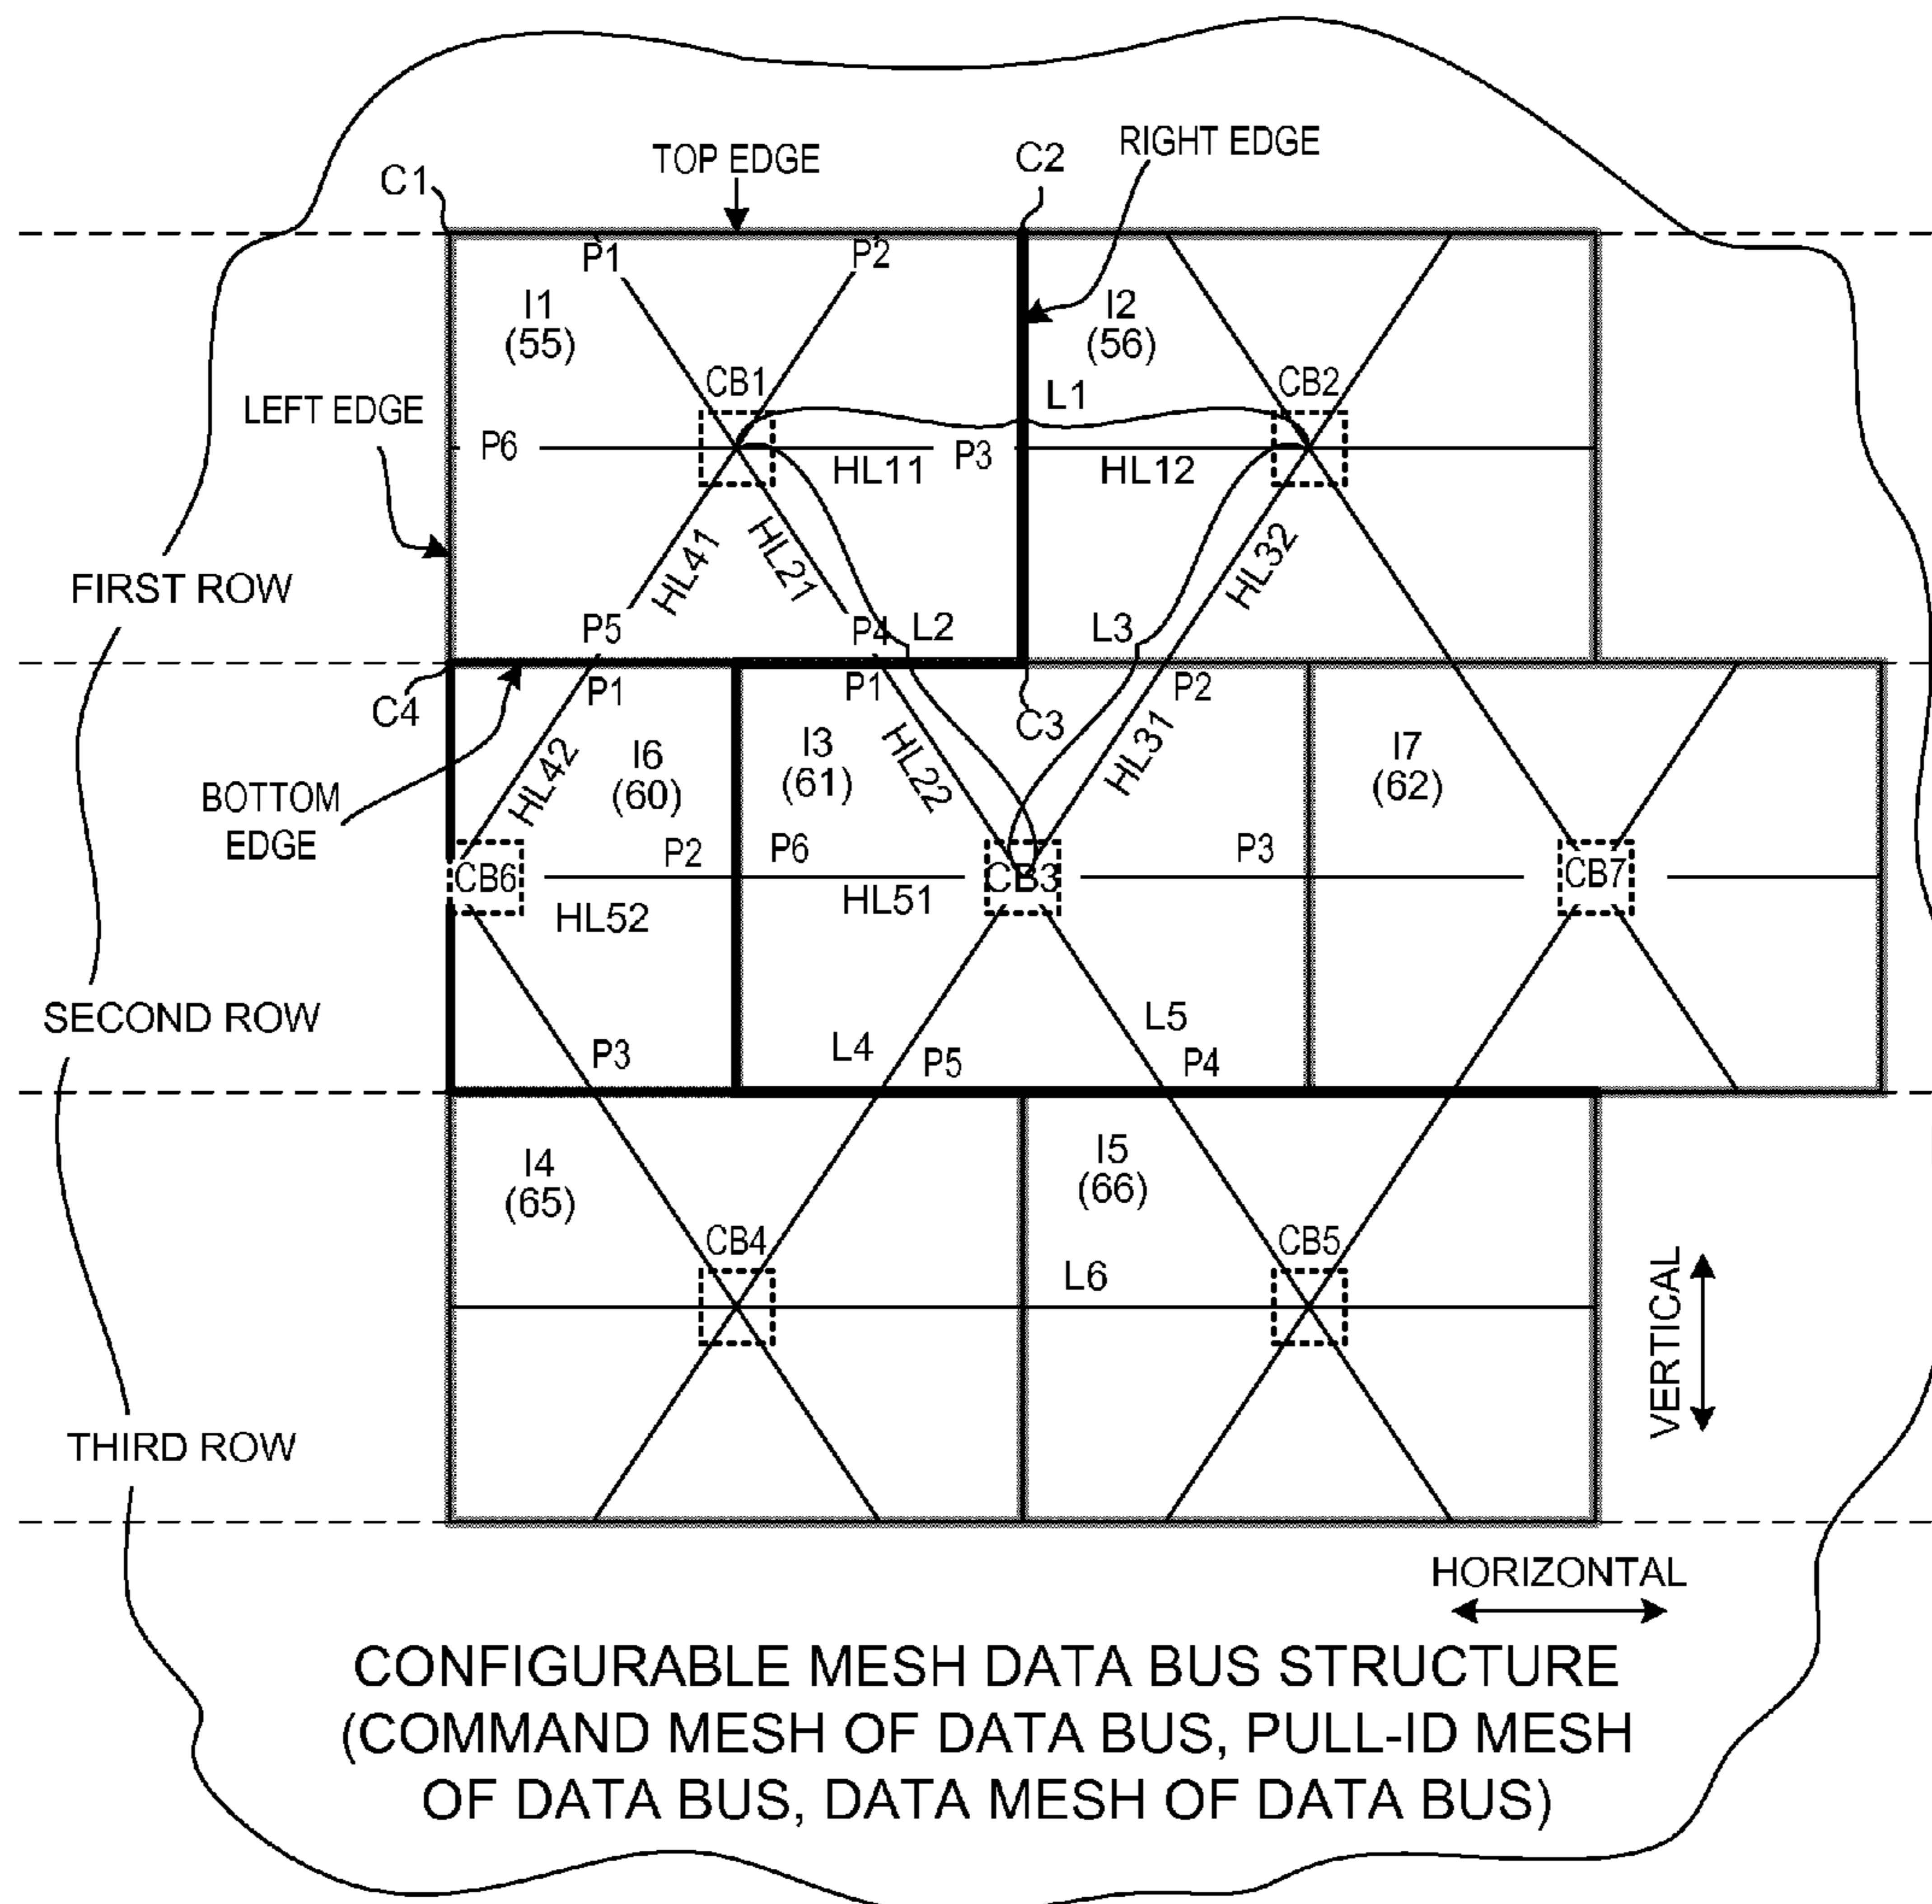 TOP EDGE
C2
RIGHT EDGE
C1
P1
P2
I1
(55)
I2
(56)
CB1
CB2
L1
LEFT EDGE
P6
HL11
P3
HL12
HL41
HL21
HL32
FIRST ROW
P5
P4
L2
L3
C4
P1
P1
C3
P2
I6
(60)
I3
(61)
I7
(62)
HL42
HL22
HL31
BOTTOM
EDGE
P2
P6
P3
CB6
CB3
CB7
HL52
HL51
SECOND ROW
P3
L4
P5
L5
P4
I4
(65)
I5
(66)
CB4
CB5
L6
VERTICAL
THIRD ROW
HORIZONTAL
CONFIGURABLE MESH DATA BUS STRUCTURE
(COMMAND MESH OF DATA BUS, PULL-ID MESH
OF DATA BUS, DATA MESH OF DATA BUS)